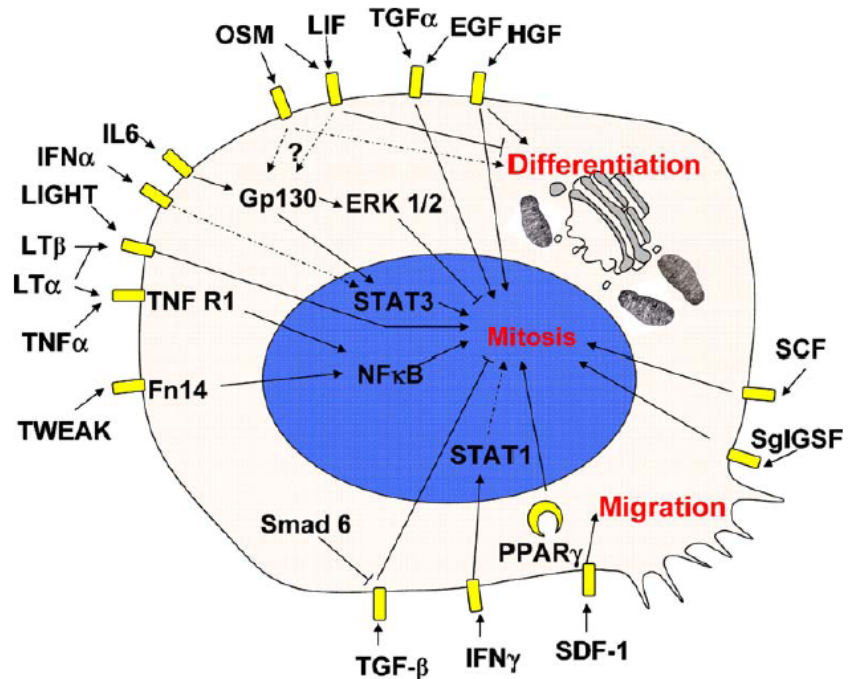 TGFα
EGF
OSM
LIF
HGF
IL6
IFNα
?
Differentiation
LIGHT
Gp130
ERK 1/2
LTβ
LTα
TNF R1
STAT3
Mitosis
TNFα
SCF
Fn14
NFκB
TWEAK
SgIGSF
STAT1
Smad 6
Migration
PPARγ
TGF-β
IFNγ
SDF-1